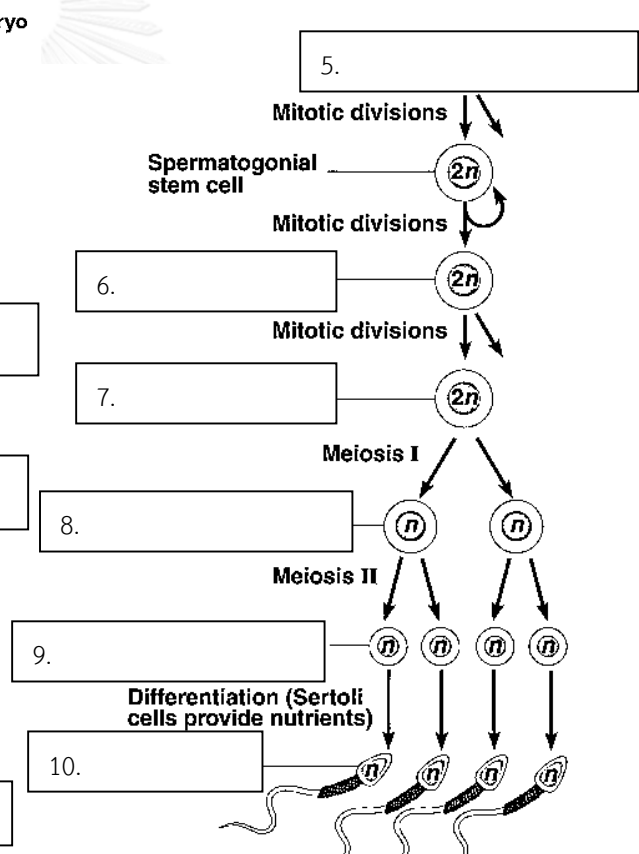 ryo
5.
Mitotic divisions
Spermatogonial
stem cell
2n
Mitotic divisions
6.
2n
Mitotic divisions
7.
2n
Meiosis I
8.
n
n
Meiosis II
9.
n
n
n
n
Differentiation (Sertoli
cells provide nutrients)
10.
n
n
n
n